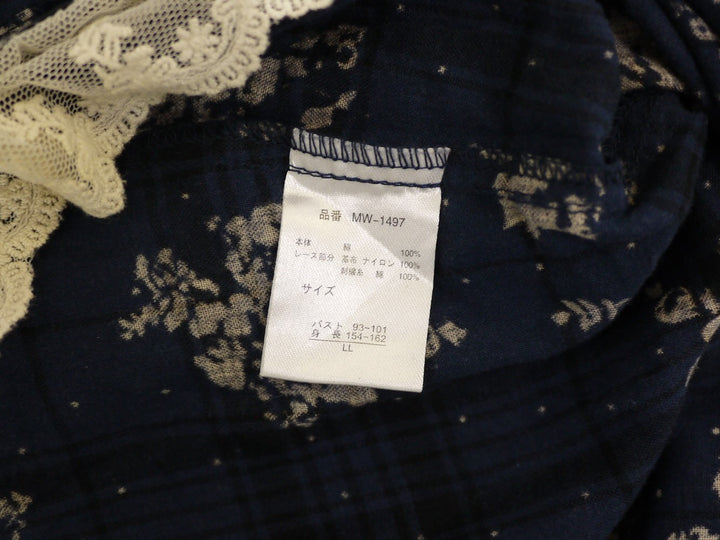 品番 MW-1497
本体 綿 100%
レース部分 基布 ナイロン 100%
刺繍糸 綿 100%
サイズ
バスト 93-101
身長 154-162
LL